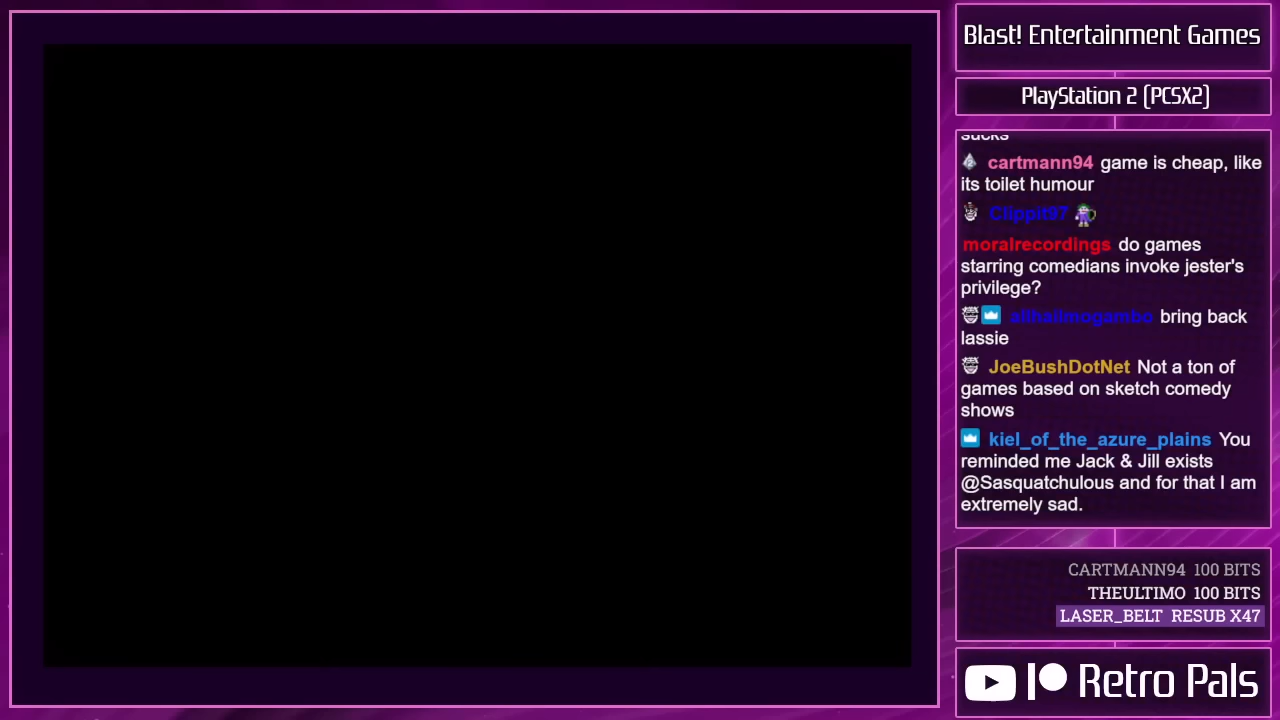 Blast! Entertainment Games
PlayStation 2 (PCSX2)
sucks
cartmann94 game is cheap, like
its toilet humour
Clippit97
moralrecordings do games
starring comedians invoke jester's
privilege?
allhailmogambo bring back
lassie
JoeBushDotNet Not a ton of
games based on sketch comedy
shows
kiel_of_the_azure_plains You
reminded me Jack & Jill exists
@Sasquatchulous and for that I am
extremely sad.
CARTMANN94 100 BITS
THEULTIMO 100 BITS
LASER_BELT RESUB X47
Retro Pals